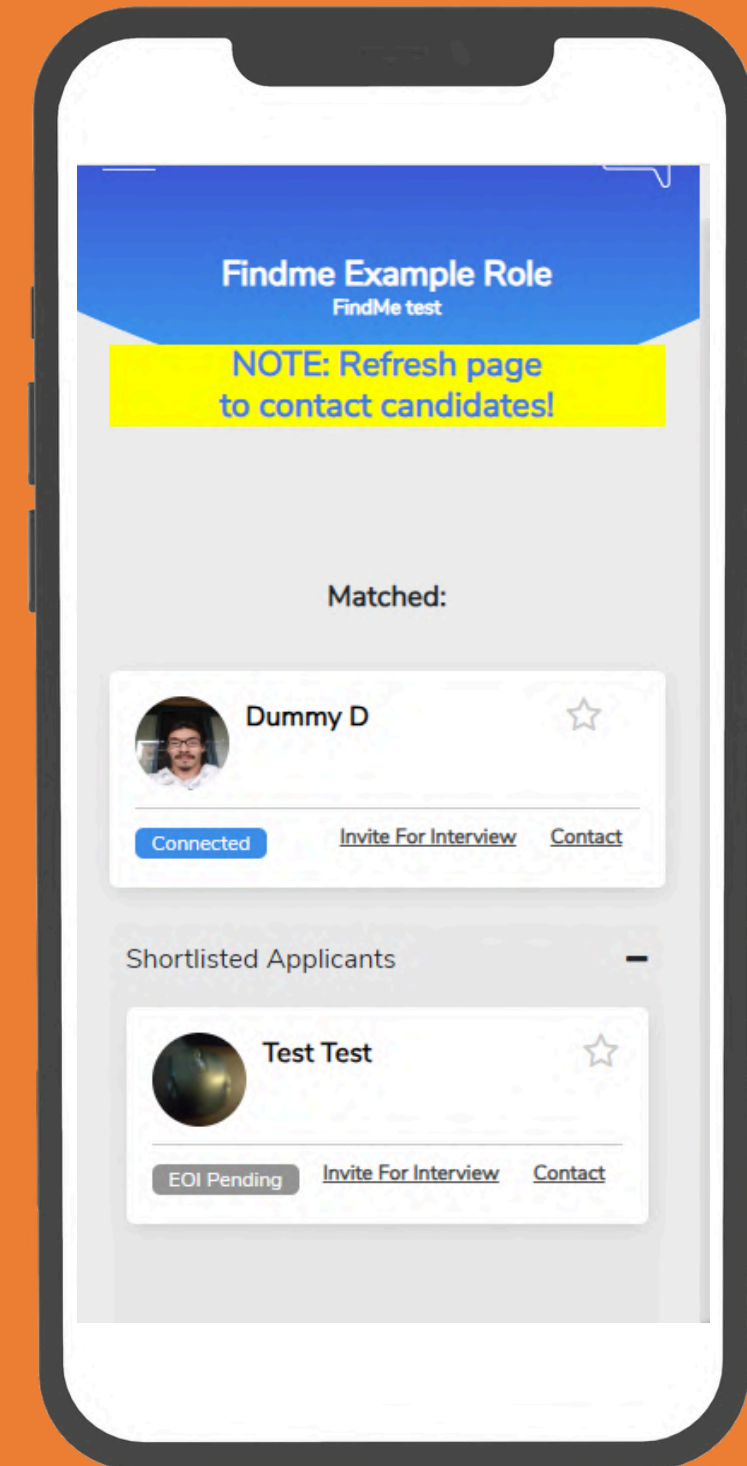 Findme Example Role
FindMe test
NOTE: Refresh page
to contact candidates!
Matched:
Dummy D
Connected Invite For Interview Contact
Shortlisted Applicants
Test Test
EOI Pending Invite For Interview Contact